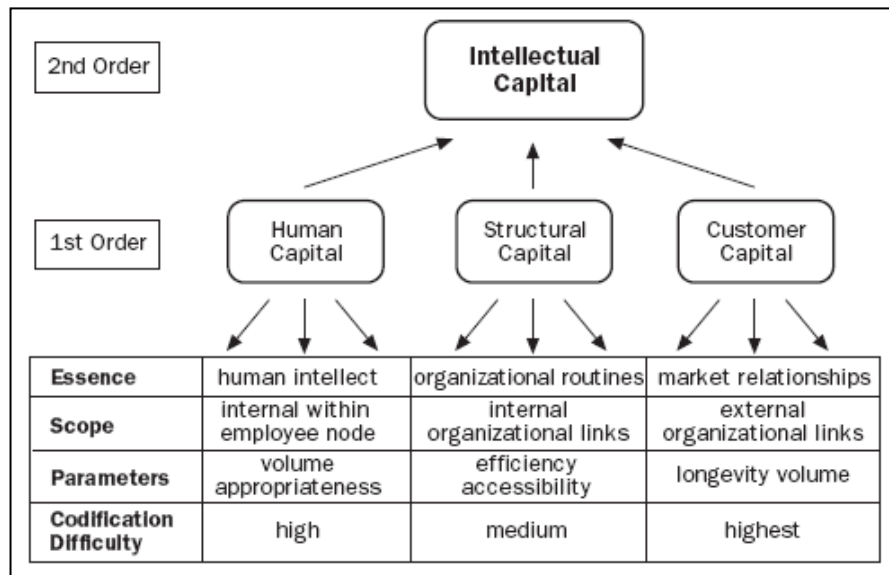 2nd Order
Intellectual
Capital
1st Order
Human
Capital
Structural
Capital
Customer
Capital
Essence
human intellect
organizational routines
market relationships
Scope
internal within
employee node
internal
organizational links
external
organizational links
Parameters
volume
appropriateness
efficiency
accessibility
longevity volume
Codification
Difficulty
high
medium
highest